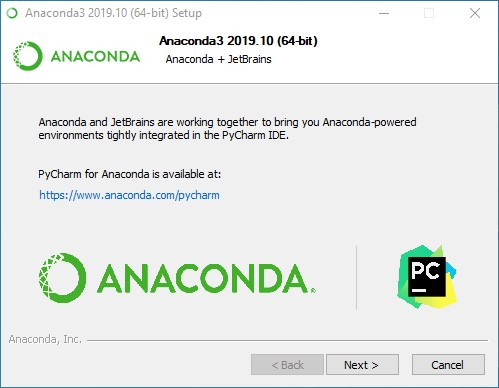 Anaconda3 2019.10 (64-bit) Setup
Anaconda3 2019.10 (64-bit)
ANACONDA
Anaconda + JetBrains
Anaconda and JetBrains are working together to bring you Anaconda-powered
environments tightly integrated in the PyCharm IDE.
PyCharm for Anaconda is available at:
https://www.anaconda.com/pycharm
ANACONDA®
PC
Anaconda, Inc.
< Back Next > Cancel